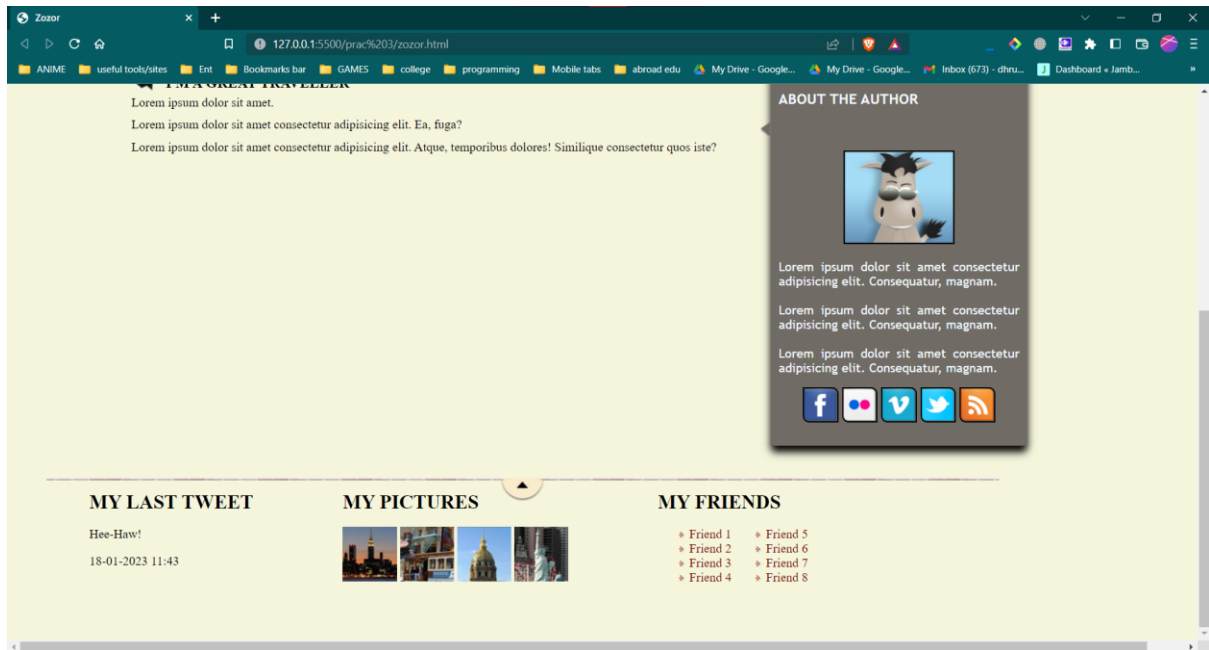 Zozor
127.0.0.1:5500/prac%203/zozor.html
ANIME useful tools/sites Ent Bookmarks bar GAMES college programming Mobile tabs abroad edu My Drive - Google... My Drive - Google... Inbox (673) - dhru... Dashboard « Jamb... »
I'M A GREAT TRAVELLER
Lorem ipsum dolor sit amet.
Lorem ipsum dolor sit amet consectetur adipisicing elit. Ea, fuga?
Lorem ipsum dolor sit amet consectetur adipisicing elit. Atque, temporibus dolores! Similique consectetur quos iste?
ABOUT THE AUTHOR
Lorem ipsum dolor sit amet consectetur
adipisicing elit. Consequatur, magnam.
Lorem ipsum dolor sit amet consectetur
adipisicing elit. Consequatur, magnam.
Lorem ipsum dolor sit amet consectetur
adipisicing elit. Consequatur, magnam.
MY LAST TWEET
Hee-Haw!
18-01-2023 11:43
MY PICTURES
MY FRIENDS
Friend 1
Friend 2
Friend 3
Friend 4
Friend 5
Friend 6
Friend 7
Friend 8